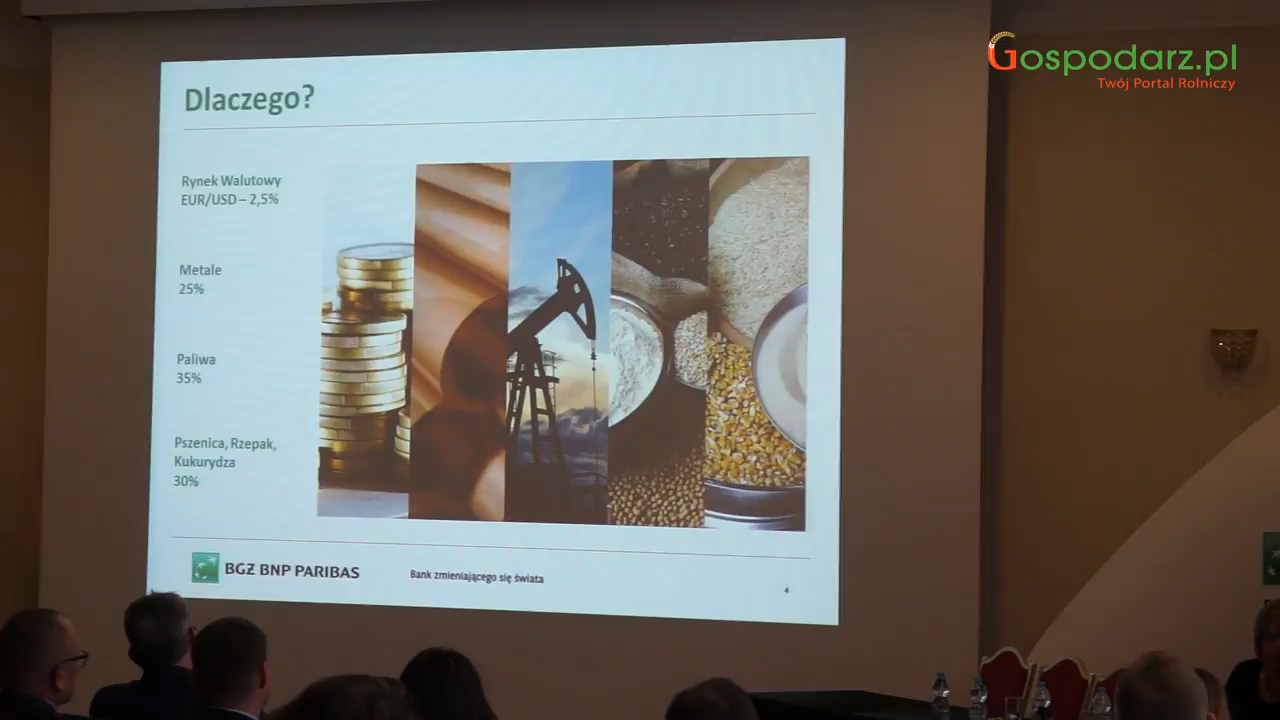 Gospodarz.pl
Twój Portal Rolniczy
Dlaczego?
Rynek Walutowy
EUR/USD – 2,5%
Metale
25%
Paliwa
35%
Pszenica, Rzepak,
Kukurydza
30%
BGŻ BNP PARIBAS
Bank zmieniającego się świata
4